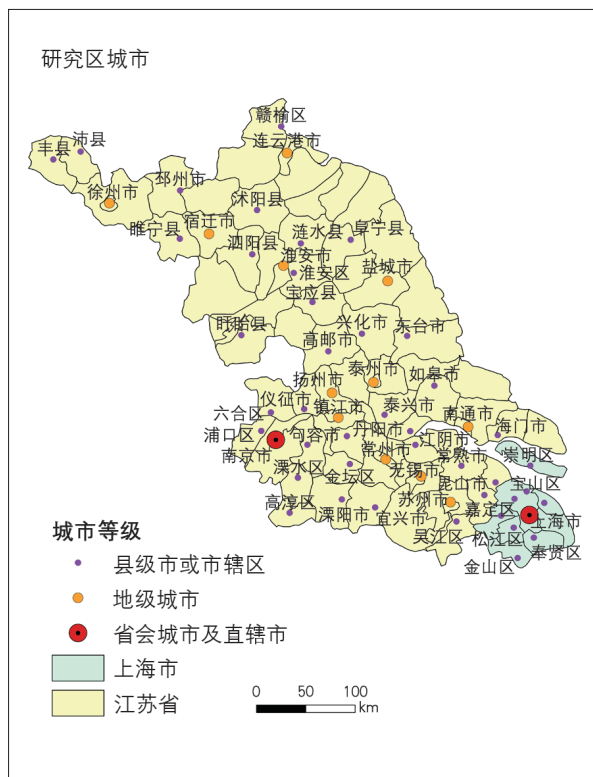 研究区城市
赣榆区
连云港市
沛县
丰县
徐州市
邳州市
沭阳县
宿迁市
睢宁县
泗阳县
涟水县
阜宁县
淮安市
淮安区
盐城市
宝应县
盱眙县
兴化市
东台市
高邮市
泰州市
如皋市
扬州市
仪征市
镇江市
泰兴市
南通市
六合区
浦口区
句容市
丹阳市
江阴市
海门市
南京市
常州市
常熟市
崇明区
溧水区
金坛区
无锡市
昆山市
宝山区
高淳区
溧阳市
宜兴市
苏州市
嘉定区
上海市
吴江区
松江区
奉贤区
金山区
城市等级
县级市或市辖区
地级城市
省会城市及直辖市
上海市
江苏省
0 50 100
km